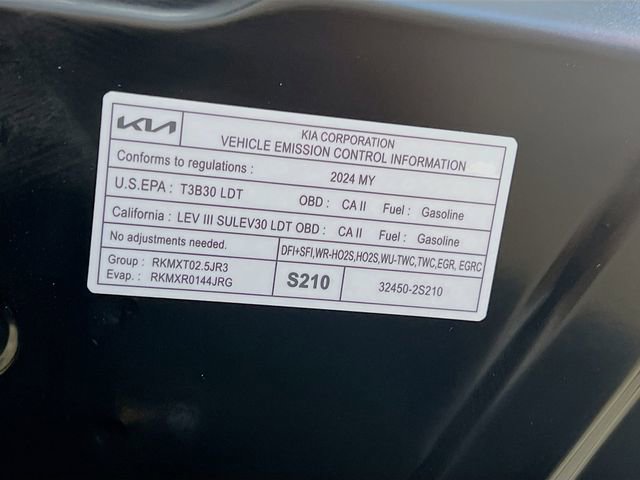 KIA
KIA CORPORATION
VEHICLE EMISSION CONTROL INFORMATION
Conforms to regulations : 2024 MY
U.S.EPA : T3B30 LDT OBD : CA II Fuel : Gasoline
California : LEV III SULEV30 LDT OBD : CA II Fuel : Gasoline
No adjustments needed. DFI+SFI,WR-HO2S,HO2S,WU-TWC,TWC,EGR, EGRC
Group : RKMXT02.5JR3
Evap. : RKMXR0144JRG
S210
32450-2S210